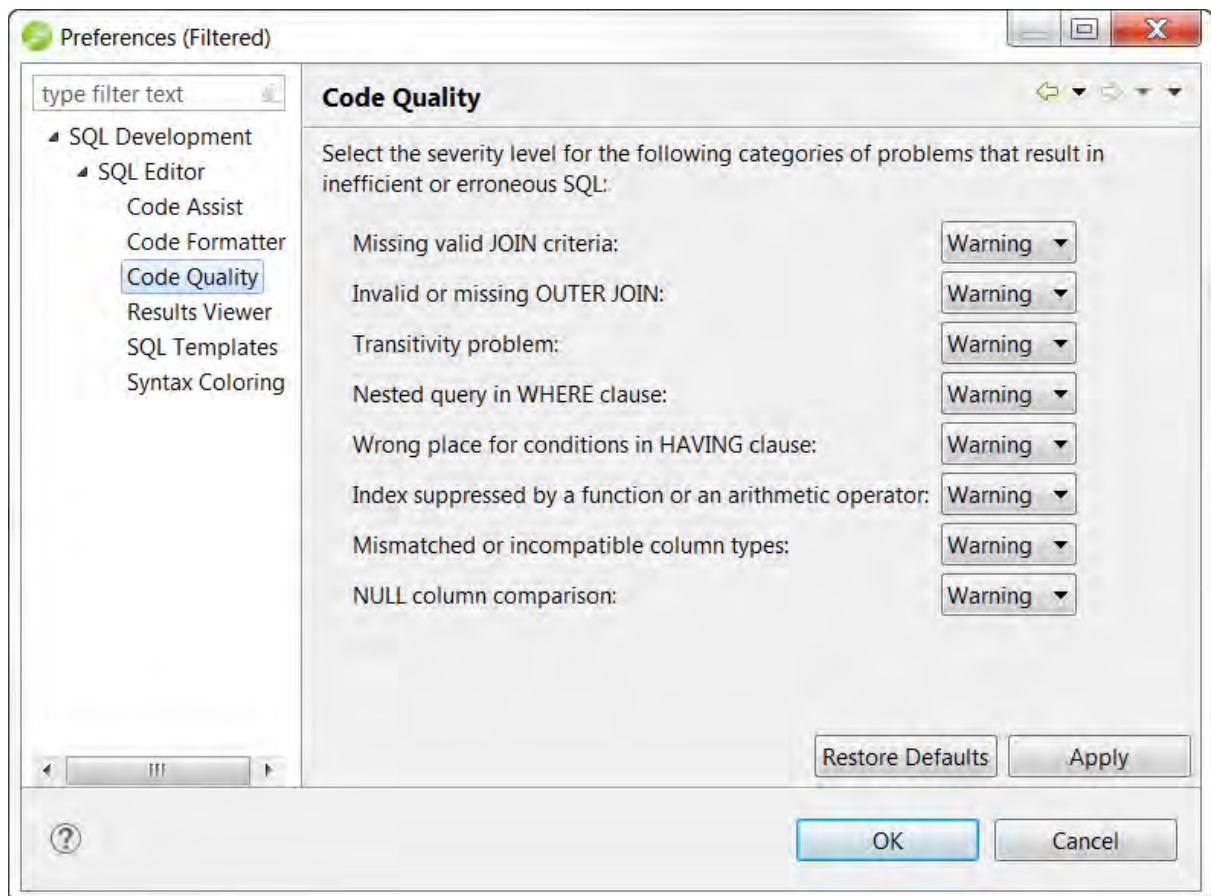 Preferences (Filtered)
type filter text
SQL Development
SQL Editor
Code Assist
Code Formatter
Code Quality
Results Viewer
SQL Templates
Syntax Coloring
Code Quality
Select the severity level for the following categories of problems that result in
inefficient or erroneous SQL:
Missing valid JOIN criteria: Warning
Invalid or missing OUTER JOIN: Warning
Transitivity problem: Warning
Nested query in WHERE clause: Warning
Wrong place for conditions in HAVING clause: Warning
Index suppressed by a function or an arithmetic operator: Warning
Mismatched or incompatible column types: Warning
NULL column comparison: Warning
Restore Defaults Apply
? OK Cancel